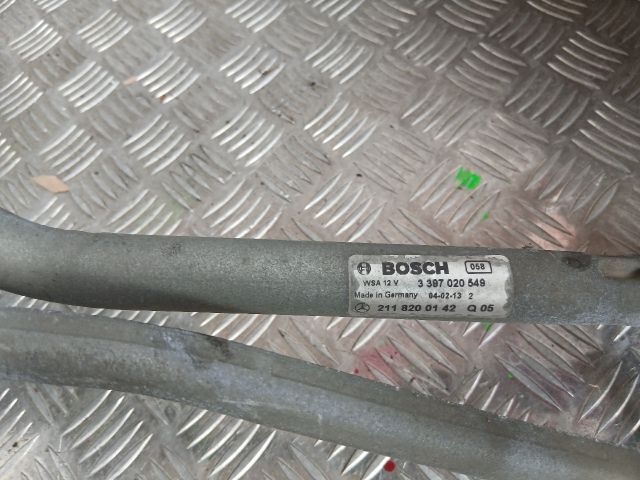 BOSCH 058
WSA 12 V 3 397 020 549
Made in Germany 04-02-13 2
211 820 01 42 Q 05